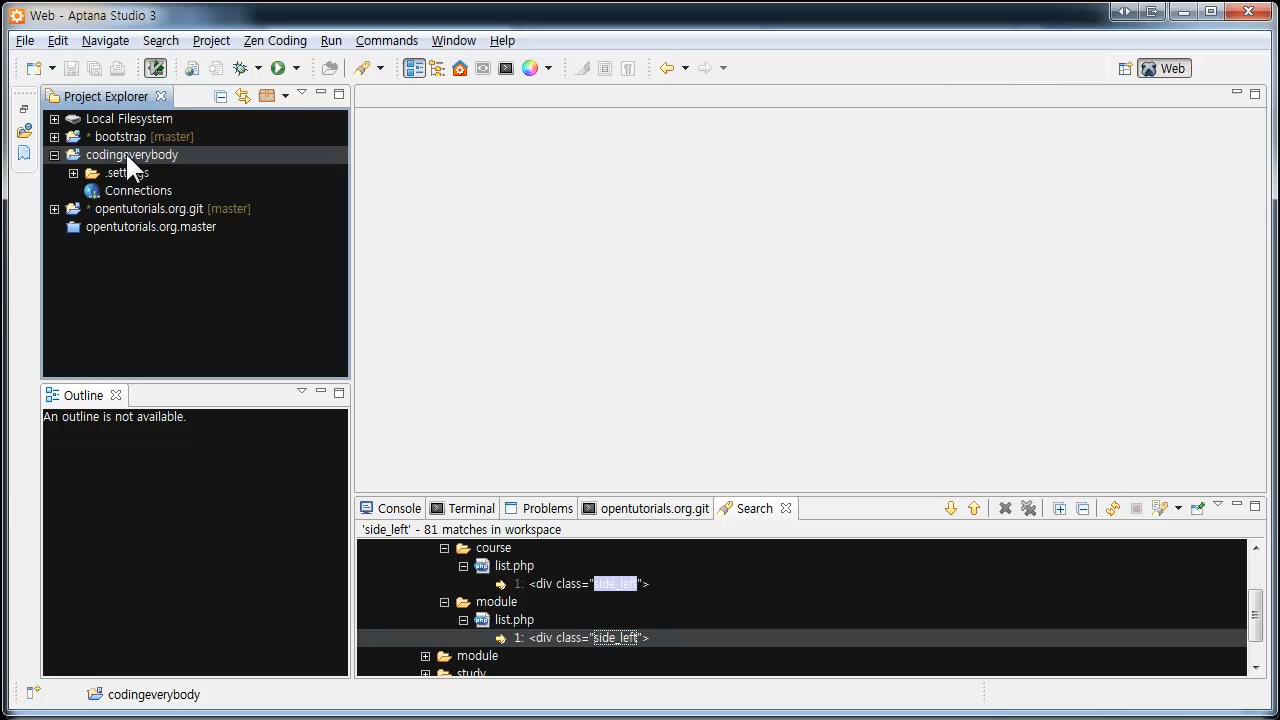 Web - Aptana Studio 3
File Edit Navigate Search Project Zen Coding Run Commands Window Help
Web
Project Explorer
Local Filesystem
* bootstrap [master]
codingeverybody
Connections
* opentutorials.org.git [master]
opentutorials.org.master
Outline
An outline is not available.
Console Terminal Problems opentutorials.org.git Search
'side_left' - 81 matches in workspace
course
list.php
1: <div class="side_left">
module
list.php
1: <div class="side_left">
module
study
codingeverybody